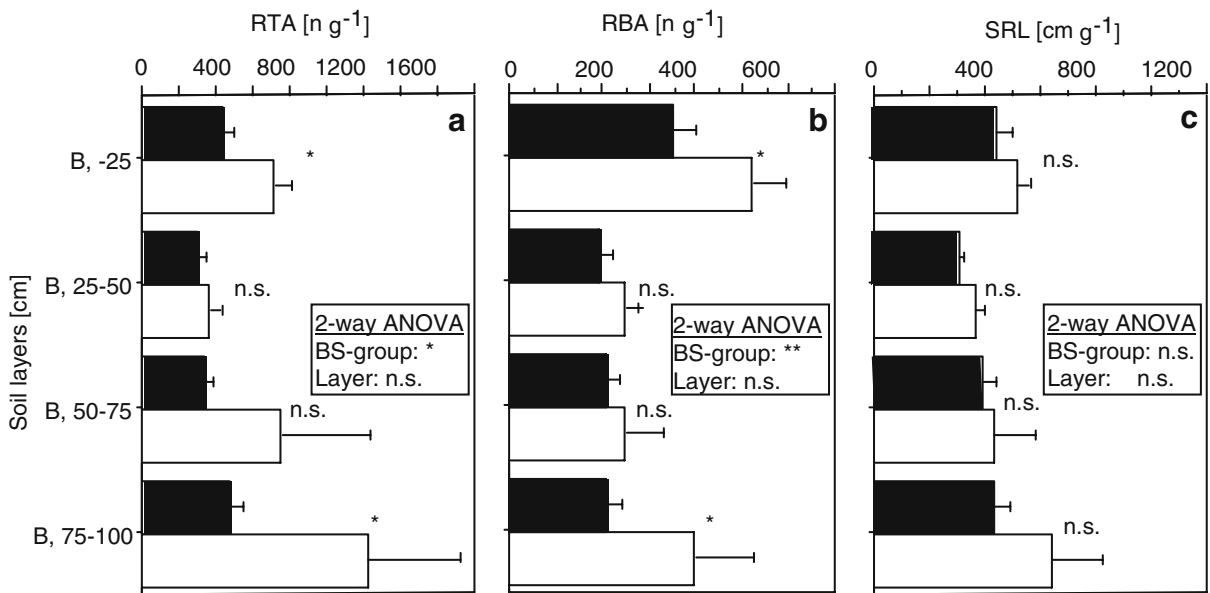 RTA [n g-1]
RBA [n g-1]
SRL [cm g-1]
0 400 800 1200 1600
0 200 400 600
0 400 800 1200
a
b
c
Soil layers [cm]
B, -25
*
*
n.s.
B, 25-50
n.s.
n.s.
n.s.
2-way ANOVA
BS-group: *
Layer: n.s.
2-way ANOVA
BS-group: **
Layer: n.s.
2-way ANOVA
BS-group: n.s.
Layer: n.s.
B, 50-75
n.s.
n.s.
n.s.
B, 75-100
*
*
n.s.